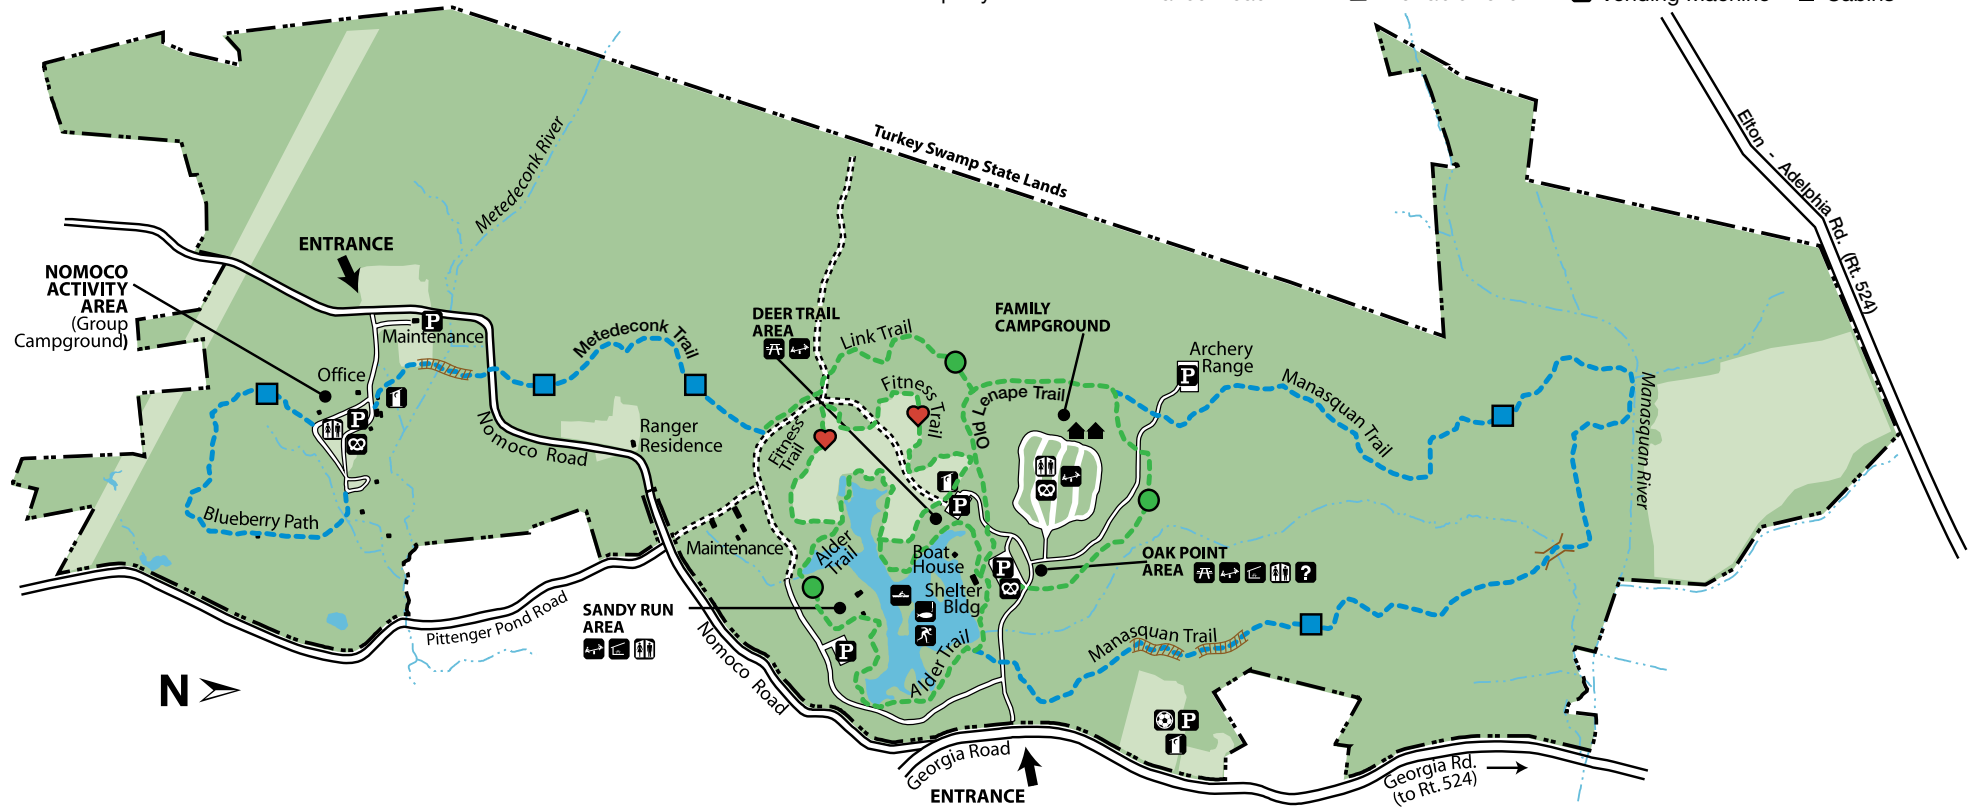 Vending Machine
Cabins
Elton - Adelphia Rd. (Rt. 524)
Turkey Swamp State Lands
Metedeconk River
ENTRANCE
NOMOCO
ACTIVITY
AREA
(Group
Campground)
P
Maintenance
Office
P
Metedeconk Trail
Nomoco Road
Ranger
Residence
Blueberry Path
Pittenger Pond Road
N
DEER TRAIL
AREA
Link Trail
FAMILY
CAMPGROUND
Archery
Range
P
Fitness
Trail
Fitness Trail
Old Lenape Trail
Manasquan Trail
Manasquan River
P
Maintenance
Alder
Trail
Boat
House
P
OAK POINT
AREA
?
Shelter
Bldg
SANDY RUN
AREA
P
Alder Trail
Manasquan Trail
Nomoco Road
P
Georgia Road
ENTRANCE
Georgia Rd.
(to Rt. 524)